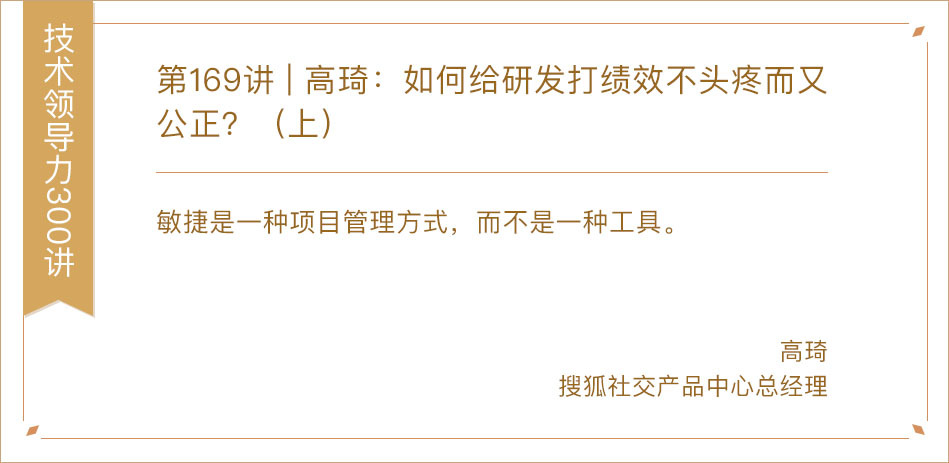 技术领导力300讲
第169讲 | 高琦：如何给研发打绩效不头疼而又
公正？（上）
敏捷是一种项目管理方式，而不是一种工具。
高琦
搜狐社交产品中心总经理